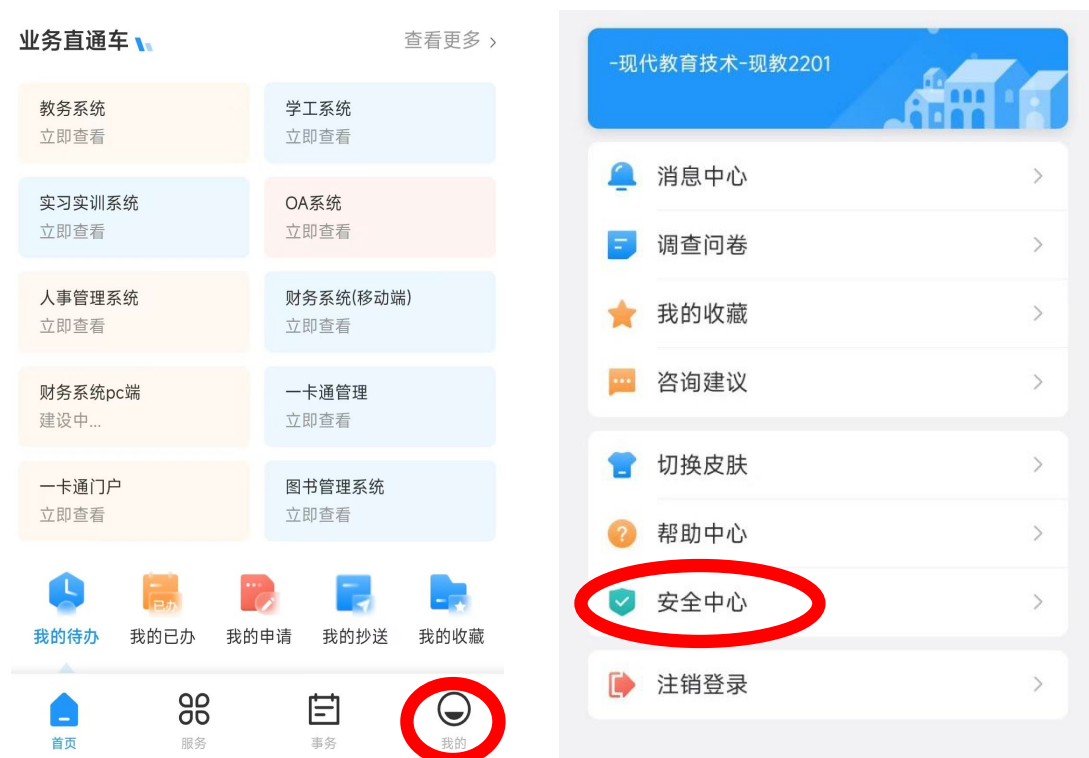 业务直通车
查看更多
教务系统
立即查看
学工系统
立即查看
实习实训系统
立即查看
OA系统
立即查看
人事管理系统
立即查看
财务系统(移动端)
立即查看
财务系统pc端
建设中...
一卡通管理
立即查看
一卡通门户
立即查看
图书管理系统
立即查看
已办
我的待办
我的已办
我的申请
我的抄送
我的收藏
首页
服务
事务
我的
-现代教育技术-现教2201
消息中心
调查问卷
我的收藏
咨询建议
切换皮肤
帮助中心
安全中心
注销登录